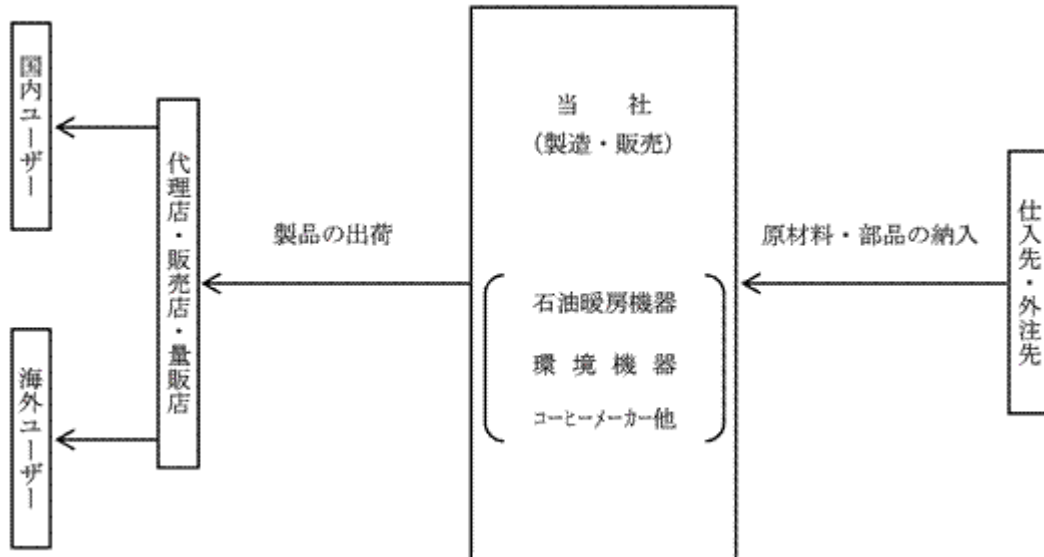 国内ユーザー
海外ユーザー
代理店・販売店・量販店
製品の出荷
当社
(製造・販売)
石油暖房機器
環境機器
コーヒーメーカー他
原材料・部品の納入
仕入先・外注先